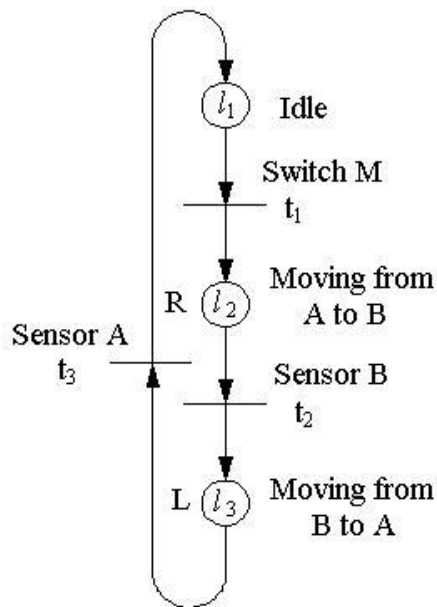 l1
Idle
Switch M
t1
R
l2
Moving from
A to B
Sensor A
t3
Sensor B
t2
L
l3
Moving from
B to A